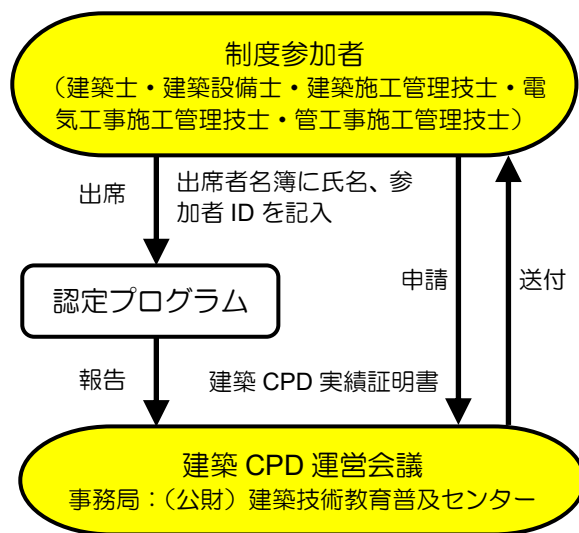 制度参加者
（建築士・建築設備士・建築施工管理技士・電
気工事施工管理技士・管工事施工管理技士）
出席
出席者名簿に氏名、参
加者 ID を記入
認定プログラム
申請
送付
報告
建築 CPD 実績証明書
建築 CPD 運営会議
事務局：（公財）建築技術教育普及センター